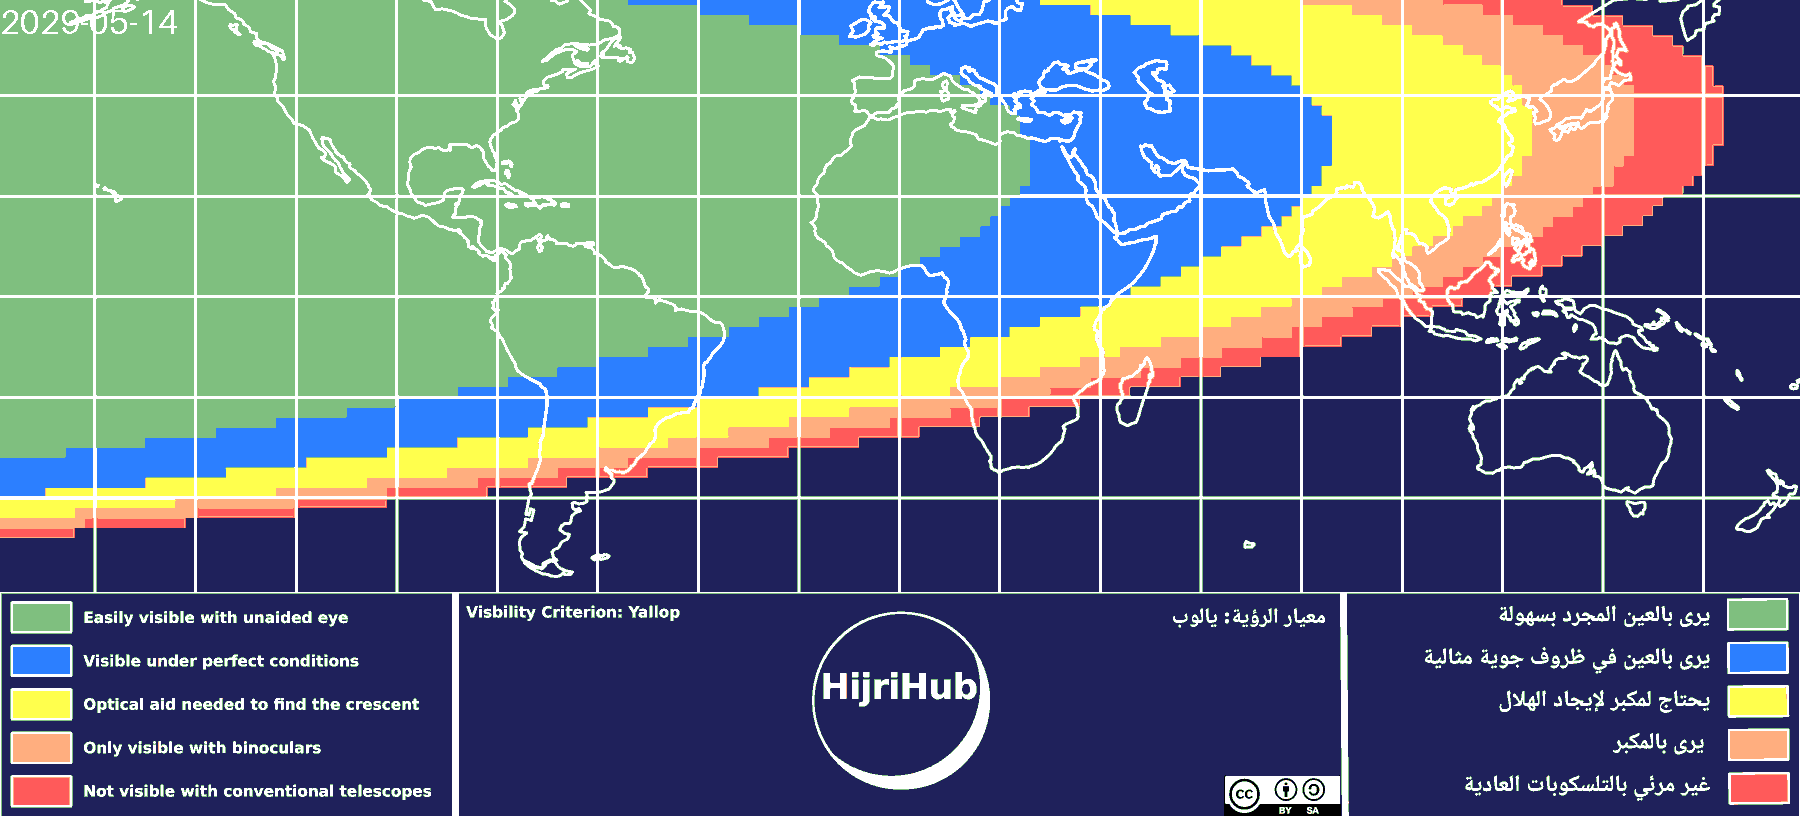 2029-05-14
Easily visible with unaided eye
Visible under perfect conditions
Optical aid needed to find the crescent
Only visible with binoculars
Not visible with conventional telescopes
Visbility Criterion: Yallop
معيار الرؤية: يالوب
HijriHub
cc
BY SA
يرى بالعين المجرد بسهولة
يرى بالعين في ظروف جوية مثالية
يحتاج لمكبر لإيجاد الهلال
يرى بالمكبر
غير مرئي بالتلسكوبات العادية